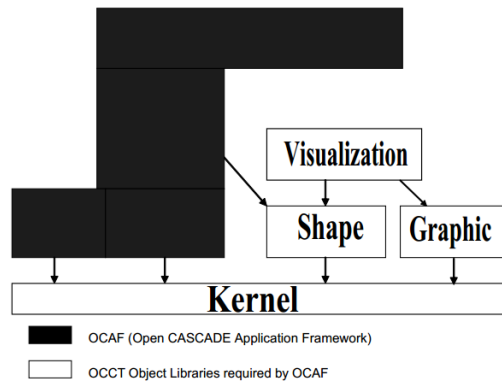 Visualization
Shape
Graphic
Kernel
OCAF (Open CASCADE Application Framework)
OCCT Object Libraries required by OCAF